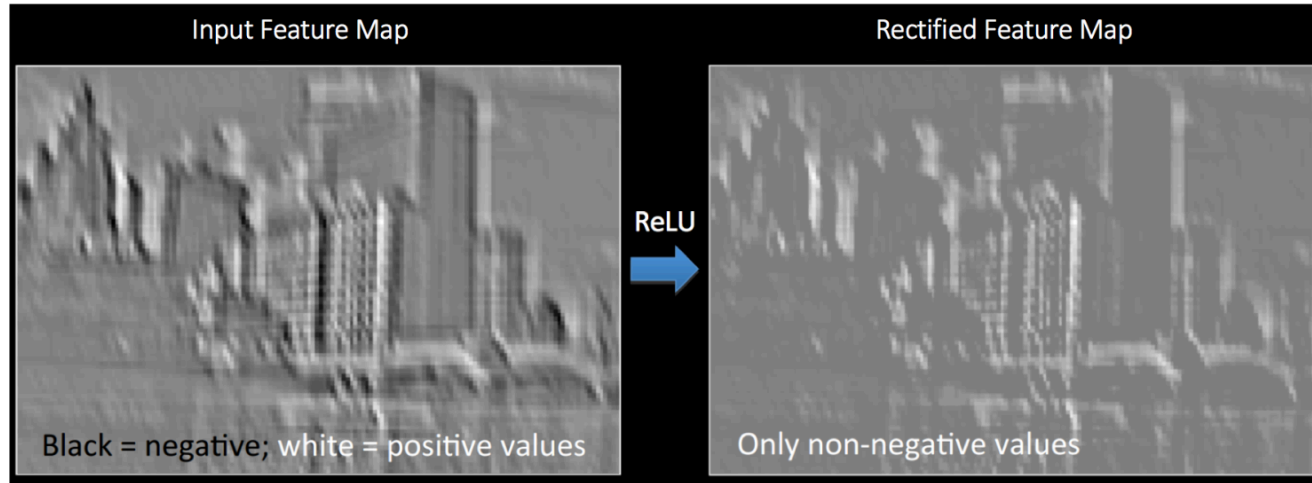 Input Feature Map
Rectified Feature Map
ReLU
Black = negative; white = positive values
Only non-negative values